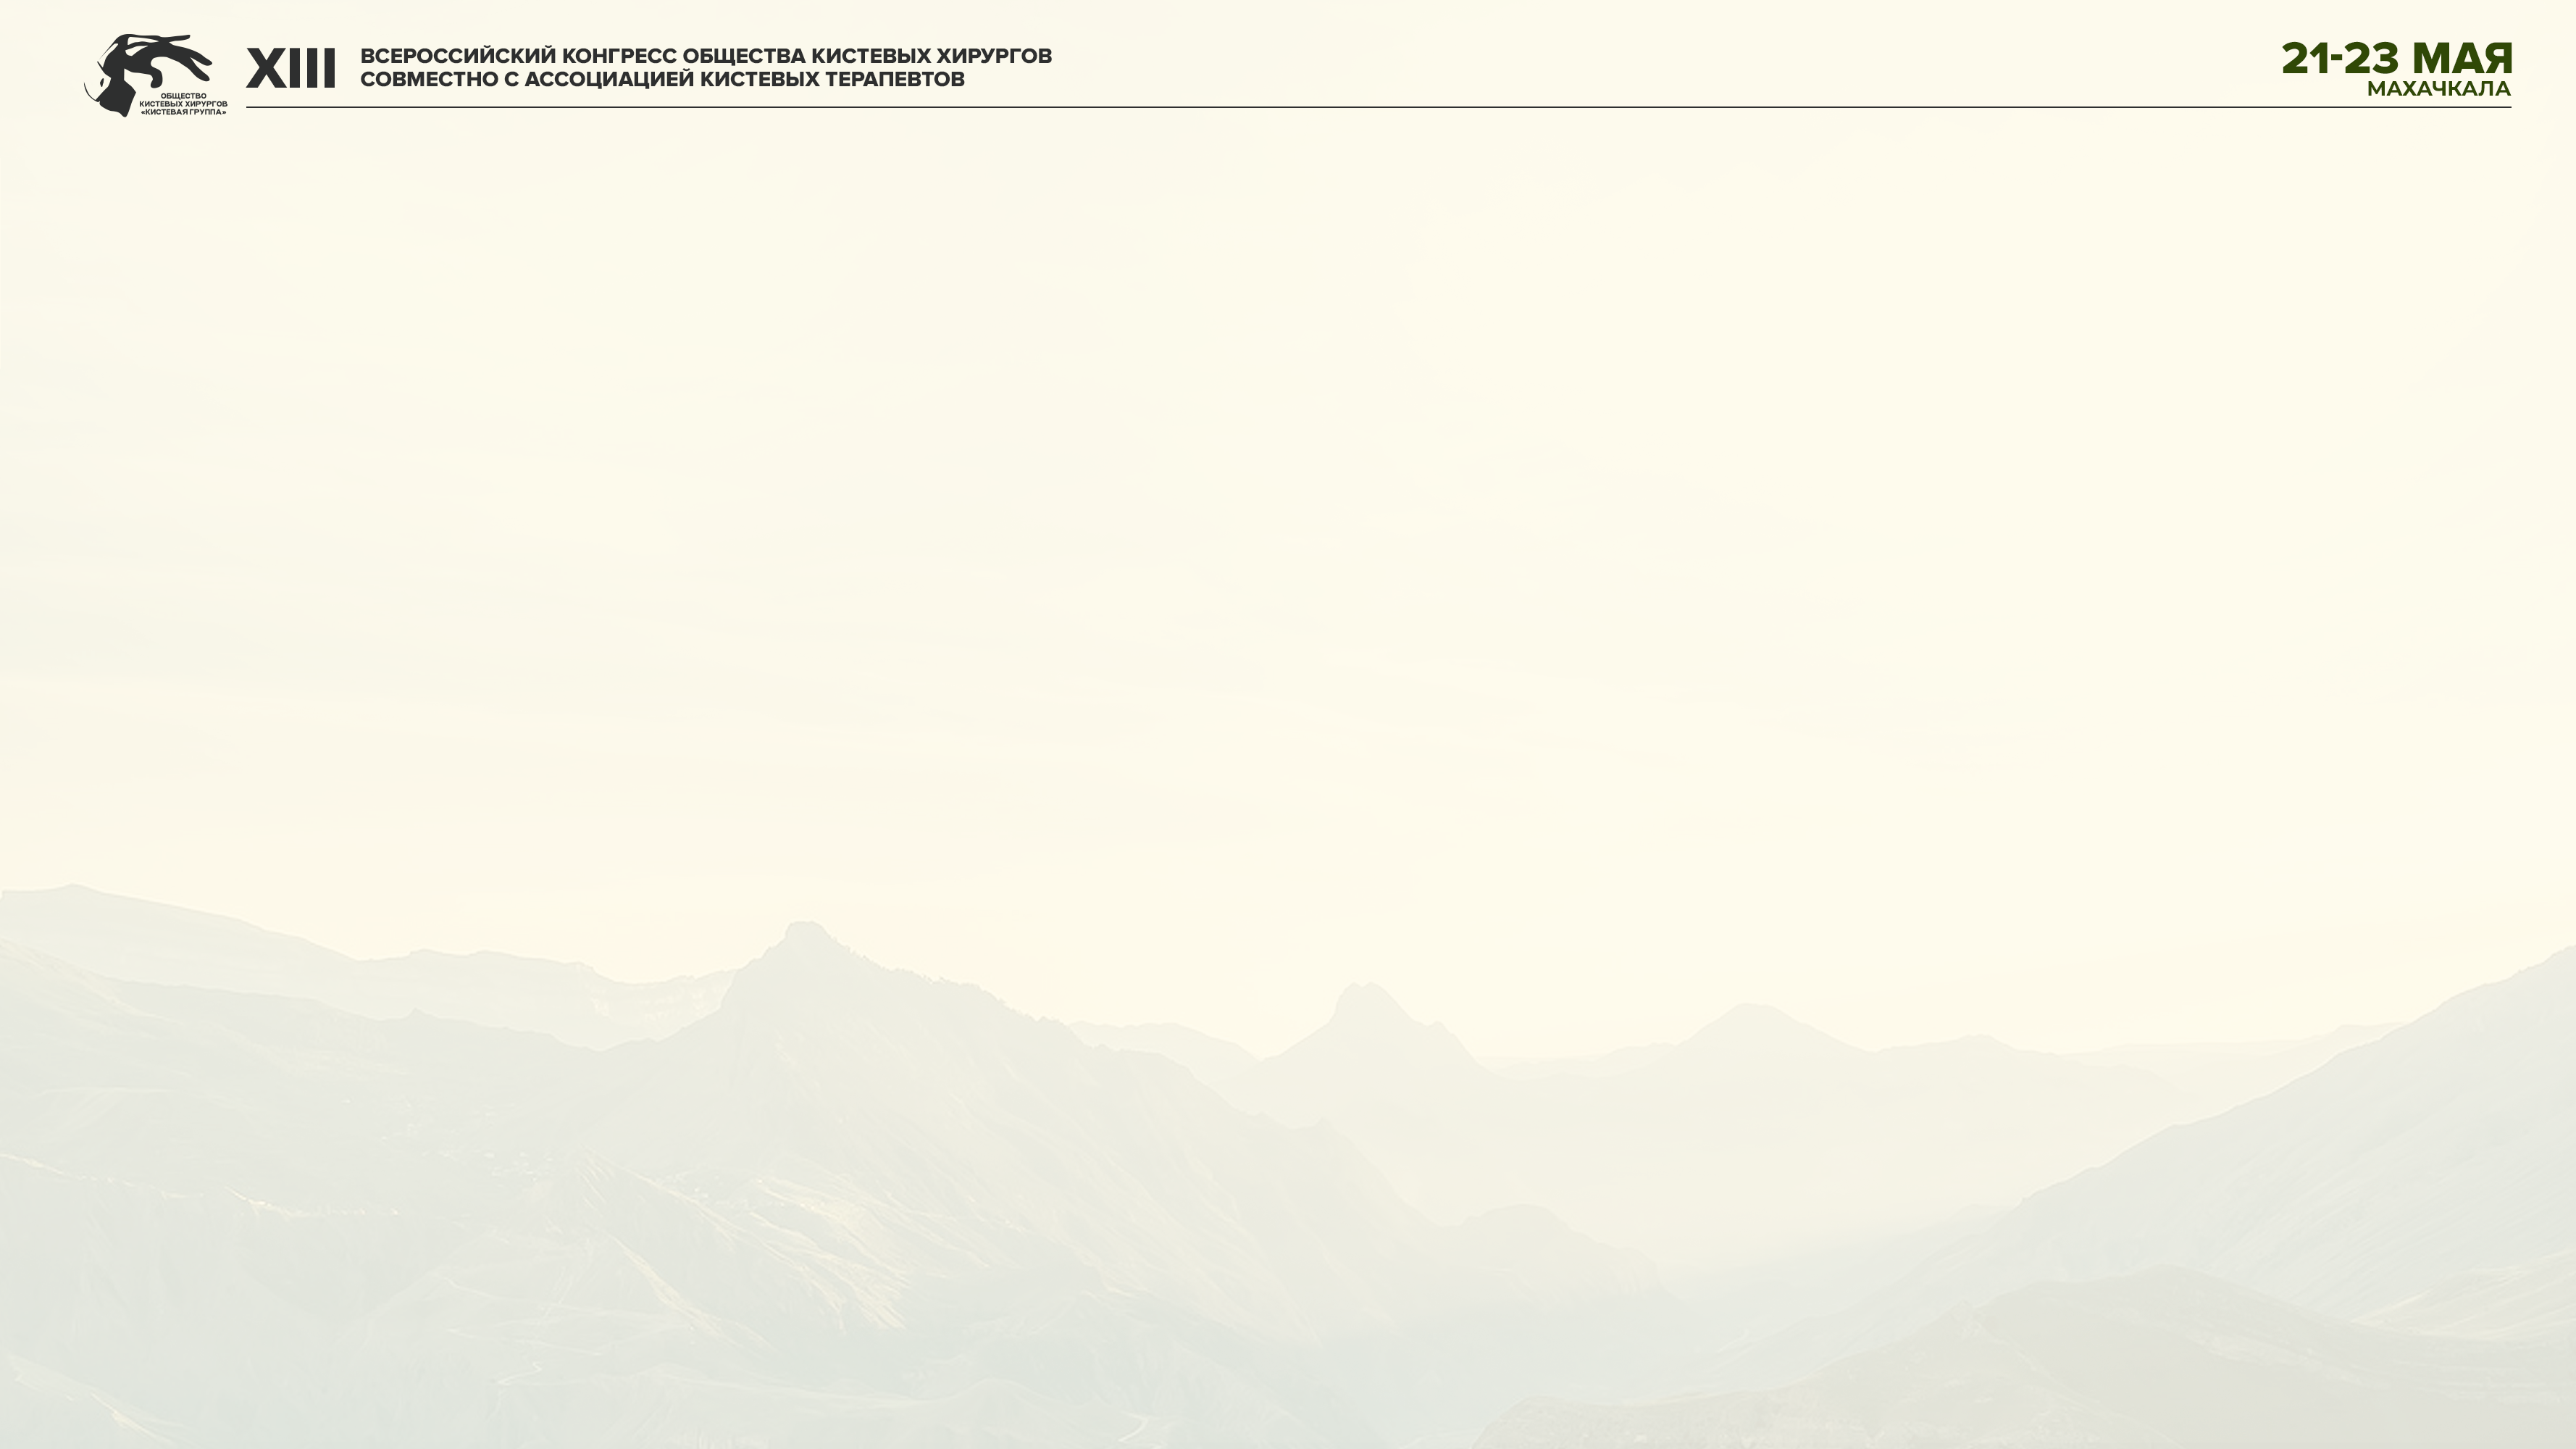 ОБЩЕСТВО
КИСТЕВЫХ ХИРУРГОВ
«КИСТЕВАЯ ГРУППА»
XIII
ВСЕРОССИЙСКИЙ КОНГРЕСС ОБЩЕСТВА КИСТЕВЫХ ХИРУРГОВ
СОВМЕСТНО С АССОЦИАЦИЕЙ КИСТЕВЫХ ТЕРАПЕВТОВ
21-23 МАЯ
МАХАЧКАЛА